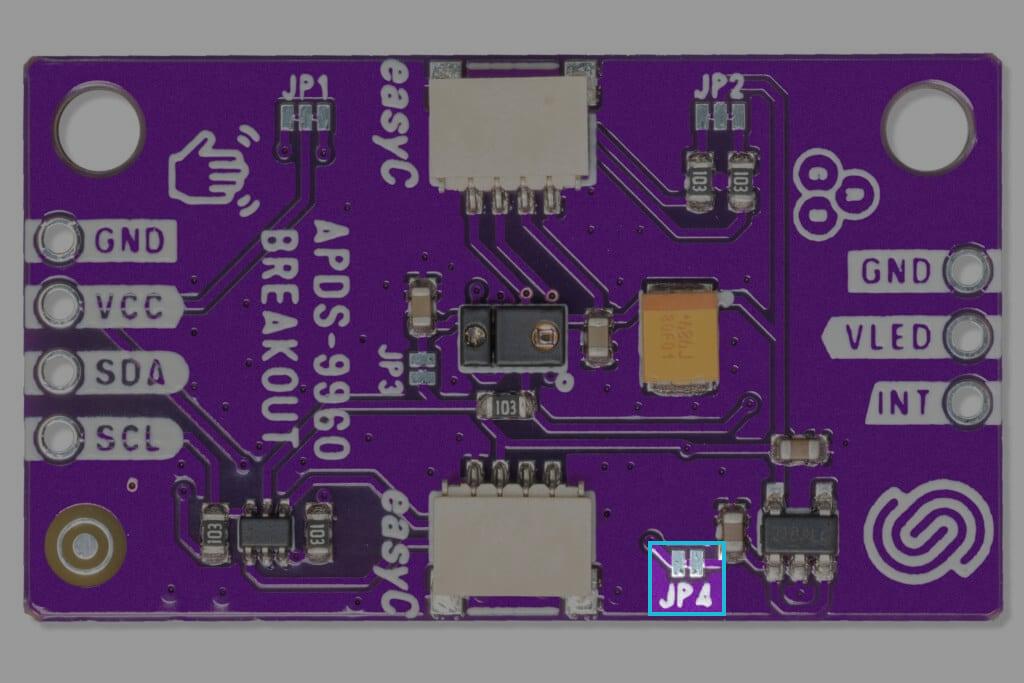 JP1
easyC
JP2
103
103
GND
VCC
SDA
SCL
APDS-9960
BREAKOUT
JP3
103
GND
VLED
INT
103
103
easyC
JP4